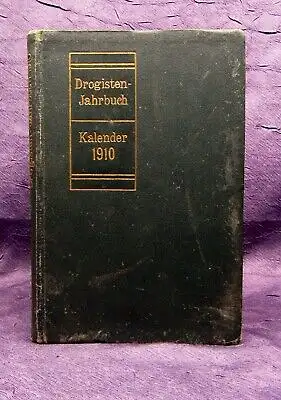 Drogisten-
Jahrbuch
Kalender
1910